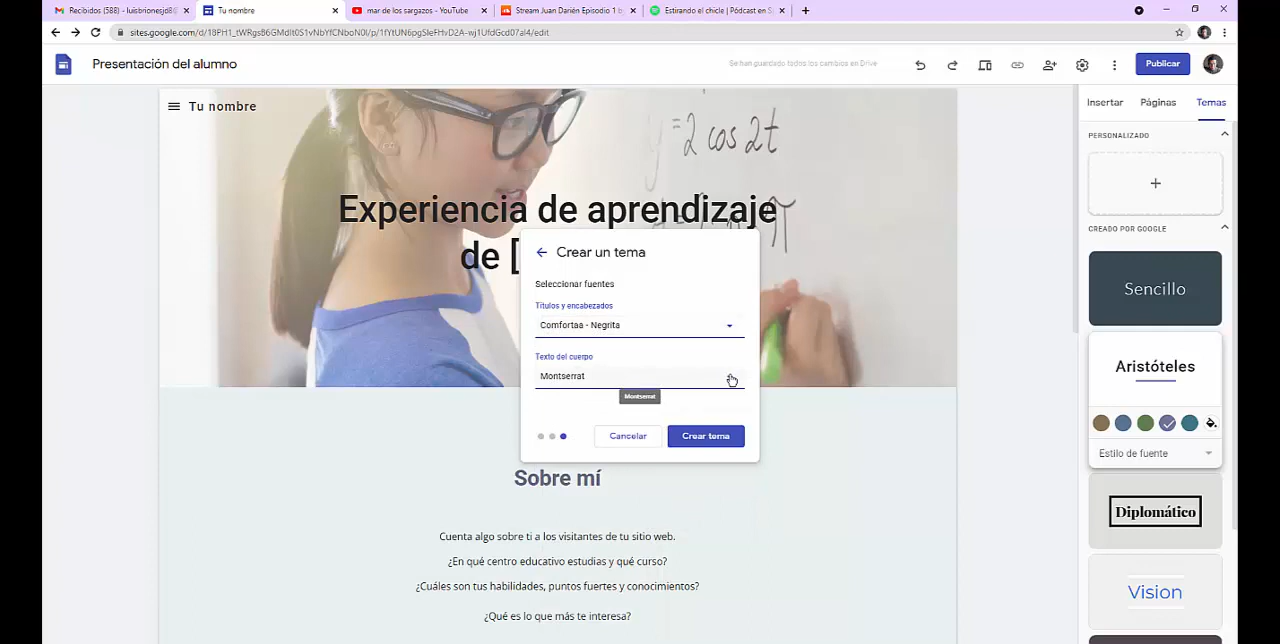 Recibidos (588) - luisbrionesjd8@
Tu nombre
mar de los sargazos - YouTube
Stream Juan Darién Episodio 1 b
Estirando el chicle | Pódcast en S
sites.google.com/d/18PH1_tWRgsB6GMdIt0S1vNbYCNboN0l/p/1fYtUN6pgSleFHvD2A-wj1UfdGcd07al4/edit
Presentación del alumno
Se han guardado todos los cambios en Drive
Publicar
Insertar
Páginas
Temas
Tu nombre
PERSONALIZADO
y=2 cos 2t
Experiencia de aprendizaje
de [
CREADO POR GOOGLE
Sencillo
Crear un tema
Seleccionar fuentes
Títulos y encabezados
Comfortaa - Negrita
Texto del cuerpo
Montserrat
Montserrat
Cancelar
Crear tema
Aristóteles
Estilo de fuente
Diplomático
Vision
Sobre mí
Cuenta algo sobre ti a los visitantes de tu sitio web.
¿En qué centro educativo estudias y qué curso?
¿Cuáles son tus habilidades, puntos fuertes y conocimientos?
¿Qué es lo que más te interesa?